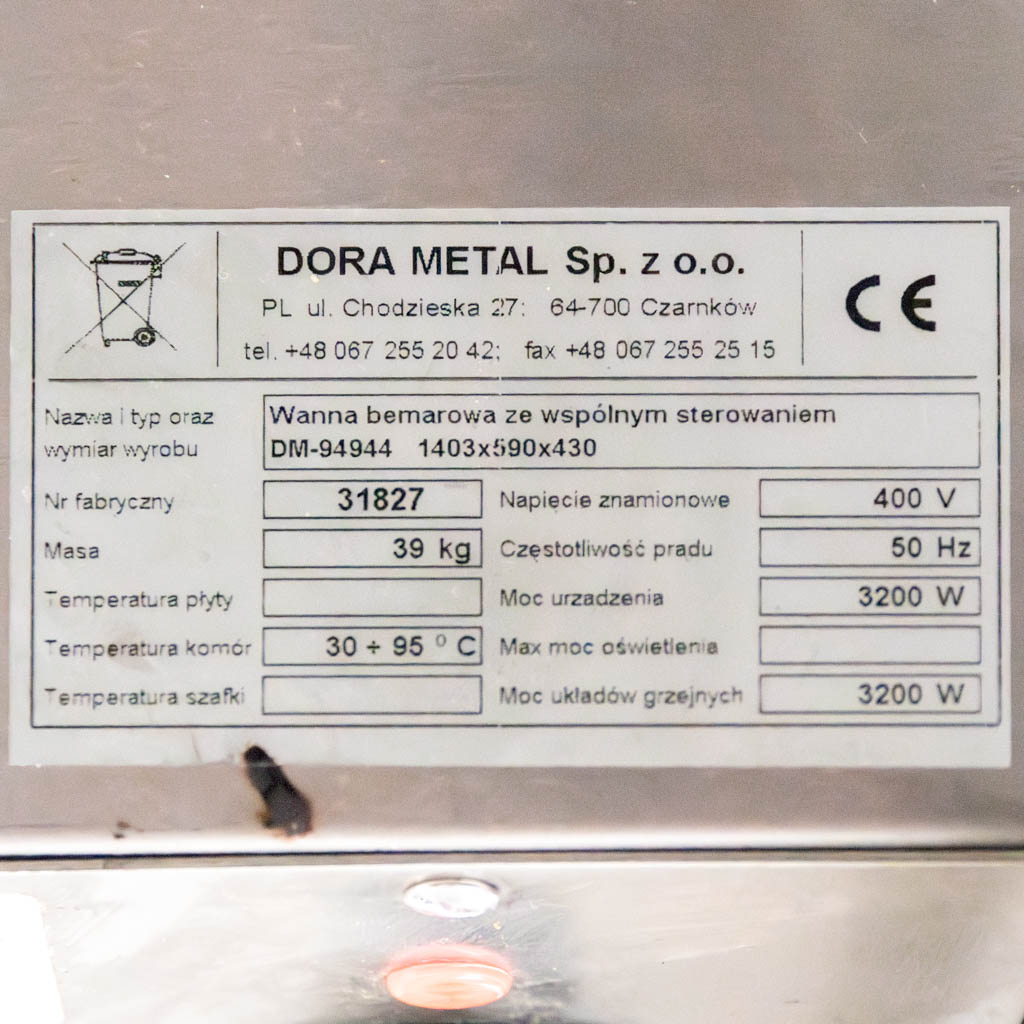 DORA METAL Sp. z o.o.
PL ul. Chodzieska 27: 64-700 Czarnków
tel. +48 067 255 20 42; fax +48 067 255 25 15
CE
Nazwa i typ oraz wymiar wyrobu
Wanna bemarowa ze wspólnym sterowaniem
DM-94944 1403x590x430
Nr fabryczny 31827 Napięcie znamionowe 400 V
Masa 39 kg Częstotliwość pradu 50 Hz
Temperatura płyty Moc urzadzenia 3200 W
Temperatura komór 30 ÷ 95 ° C Max moc oświetlenia
Temperatura szafki Moc układów grzejnych 3200 W